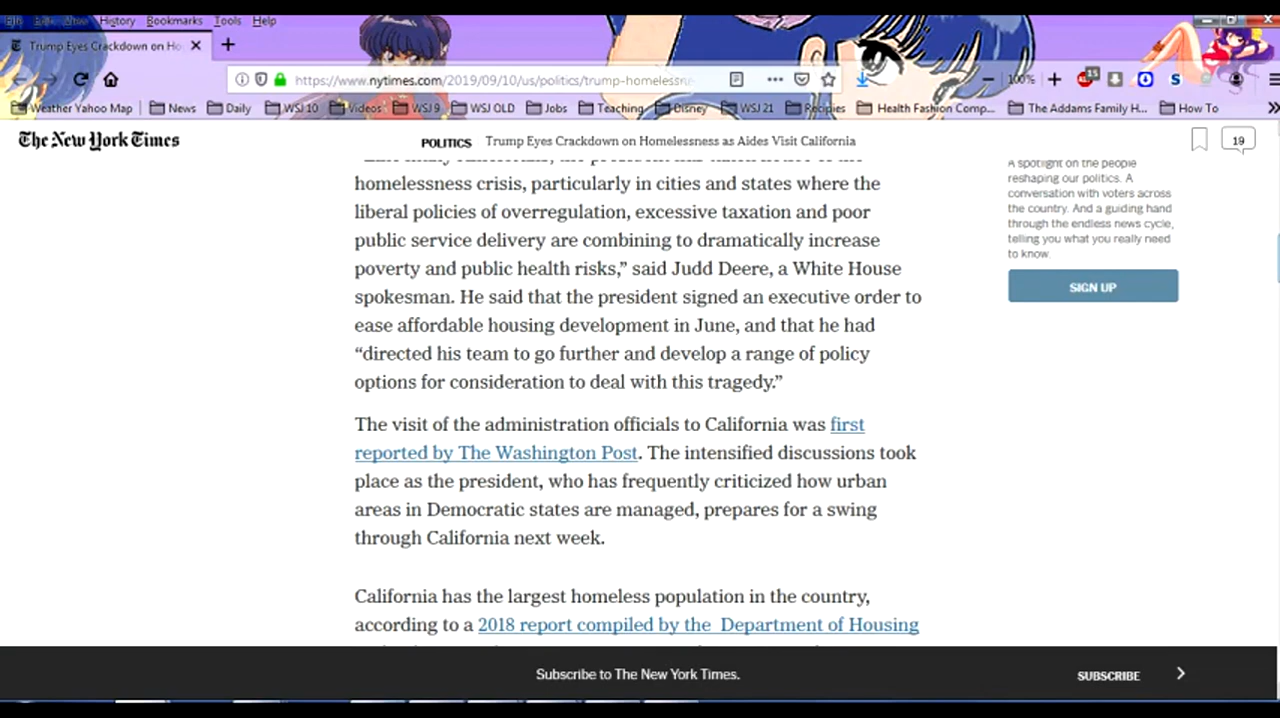 File Edit View History Bookmarks Tools Help
Trump Eyes Crackdown on Ho
https://www.nytimes.com/2019/09/10/us/politics/trump-homelessne
100%
15
Weather Yahoo Map News Daily WSJ 10 Videos WSJ 9 WSJ OLD Jobs Teaching Disney WSJ 21 Recipies Health Fashion Comp... The Addams Family H... How To
The New York Times
POLITICS Trump Eyes Crackdown on Homelessness as Aides Visit California
19
homelessness crisis, particularly in cities and states where the
liberal policies of overregulation, excessive taxation and poor
public service delivery are combining to dramatically increase
poverty and public health risks,” said Judd Deere, a White House
spokesman. He said that the president signed an executive order to
ease affordable housing development in June, and that he had
“directed his team to go further and develop a range of policy
options for consideration to deal with this tragedy.”
The visit of the administration officials to California was first
reported by The Washington Post. The intensified discussions took
place as the president, who has frequently criticized how urban
areas in Democratic states are managed, prepares for a swing
through California next week.
California has the largest homeless population in the country,
according to a 2018 report compiled by the Department of Housing
A spotlight on the people
reshaping our politics. A
conversation with voters across
the country. And a guiding hand
through the endless news cycle,
telling you what you really need
to know.
SIGN UP
Subscribe to The New York Times.
SUBSCRIBE